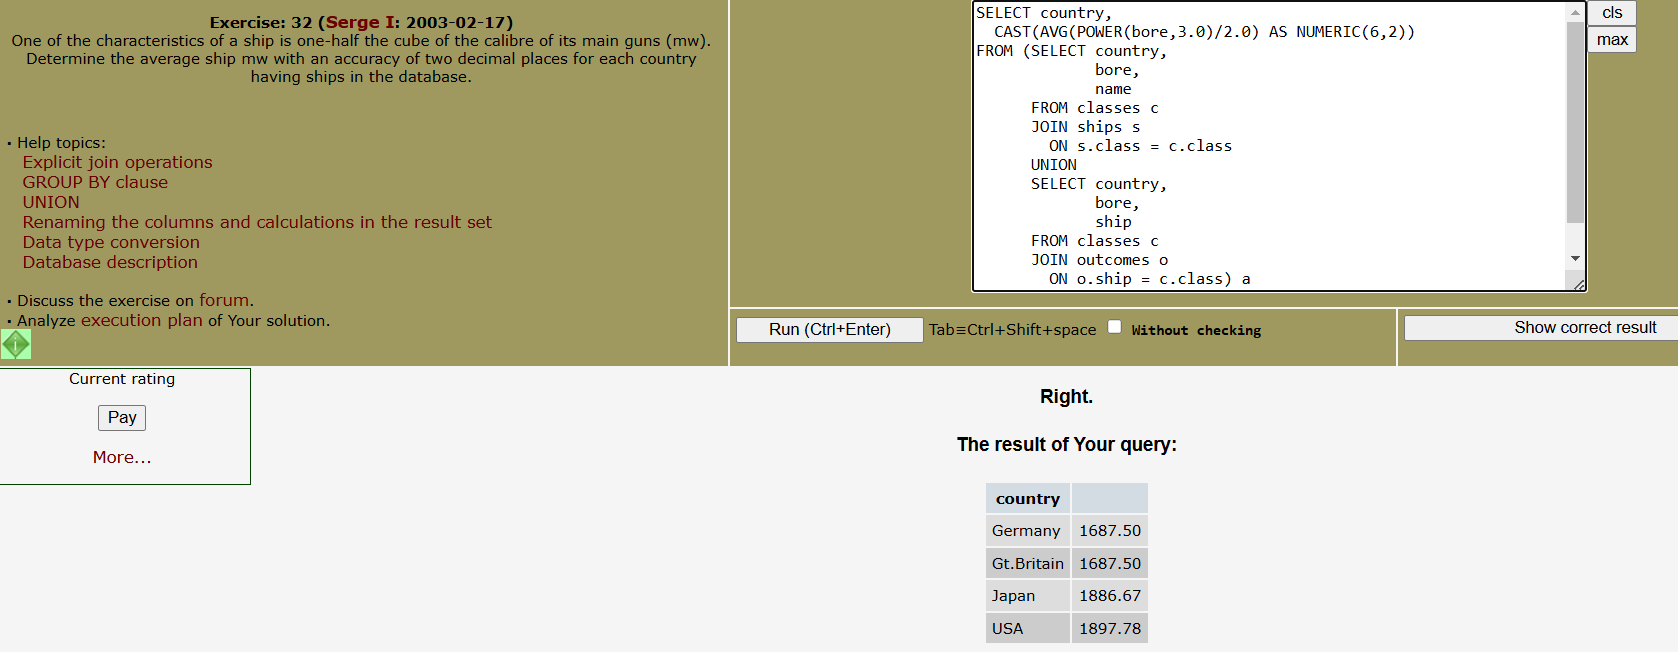 Exercise: 32 (Serge I: 2003-02-17)
One of the characteristics of a ship is one-half the cube of the calibre of its main guns (mw).
Determine the average ship mw with an accuracy of two decimal places for each country
having ships in the database.
· Help topics:
Explicit join operations
GROUP BY clause
UNION
Renaming the columns and calculations in the result set
Data type conversion
Database description
· Discuss the exercise on forum.
· Analyze execution plan of Your solution.
SELECT country,
CAST(AVG(POWER(bore,3.0)/2.0) AS NUMERIC(6,2))
FROM (SELECT country,
bore,
name
FROM classes c
JOIN ships s
ON s.class = c.class
UNION
SELECT country,
bore,
ship
FROM classes c
JOIN outcomes o
ON o.ship = c.class) a
cls
max
Run (Ctrl+Enter) Tab≡Ctrl+Shift+space Without checking
Show correct result
Current rating
Pay
More...
Right.
The result of Your query:
country
Germany 1687.50
Gt.Britain 1687.50
Japan 1886.67
USA 1897.78